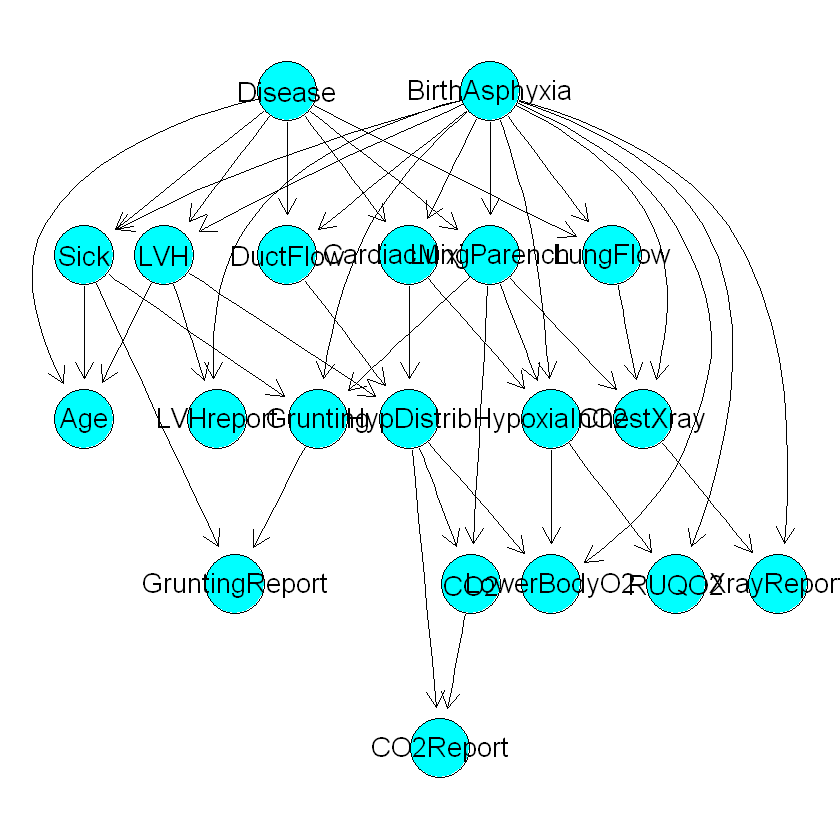 Disease
BirthAsphyxia
Sick
LVH
DuctFlow
CardiacMixi
LungParench
LungFlow
Age
LVHreport
Grunting
HypDistrib
HypoxiaInO2
ChestXray
GruntingReport
CO2
LowerBodyO2
RUQO2
XrayReport
CO2Report